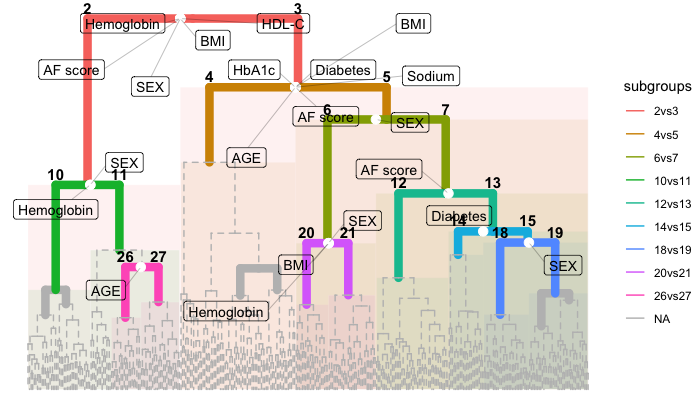 2
3
Hemoglobin
HDL-C
BMI
BMI
AF score
HbA1c
Diabetes
Sodium
SEX
4
5
6
7
AF score
SEX
AGE
SEX
AF score
10
11
12
13
Hemoglobin
SEX
Diabetes
14
15
20
21
18
19
26
27
BMI
SEX
AGE
Hemoglobin
subgroups
2vs3
4vs5
6vs7
10vs11
12vs13
14vs15
18vs19
20vs21
26vs27
NA